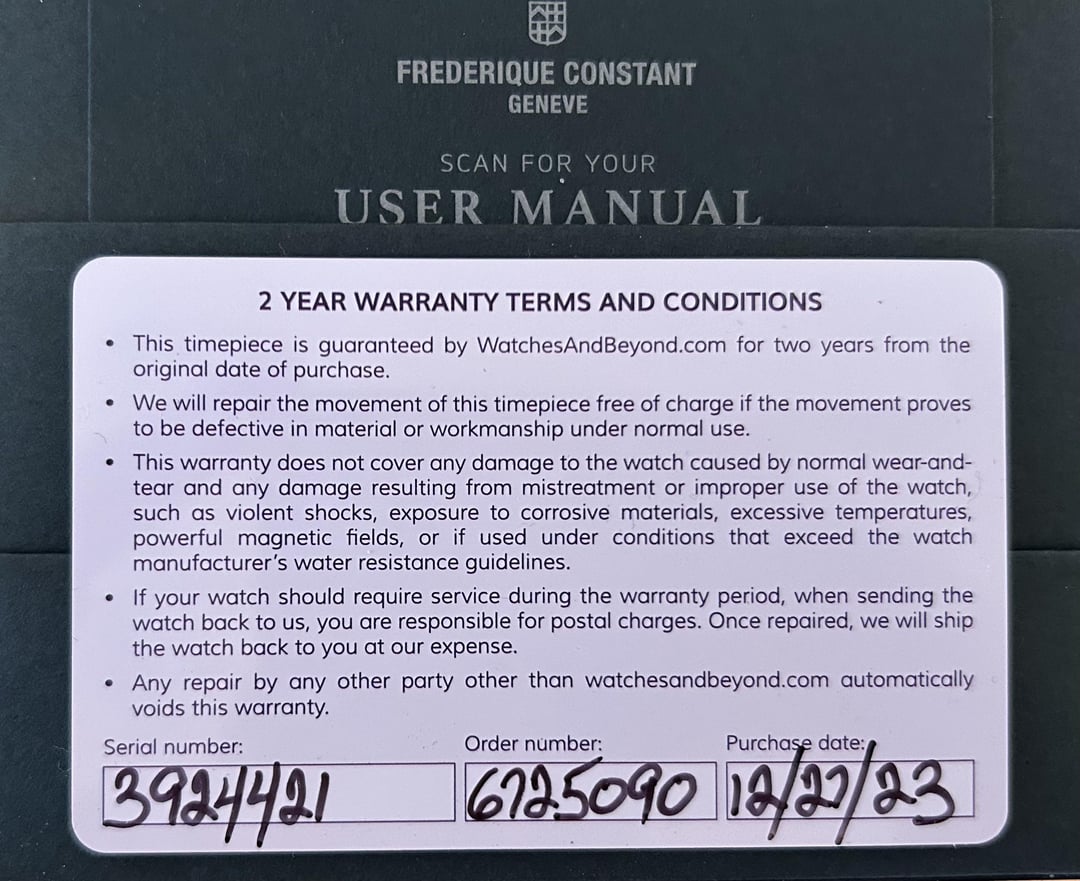 FREDERIQUE CONSTANT
GENEVE
SCAN FOR YOUR
USER MANUAL
2 YEAR WARRANTY TERMS AND CONDITIONS
• This timepiece is guaranteed by WatchesAndBeyond.com for two years from the
original date of purchase.
• We will repair the movement of this timepiece free of charge if the movement proves
to be defective in material or workmanship under normal use.
• This warranty does not cover any damage to the watch caused by normal wear-and-
tear and any damage resulting from mistreatment or improper use of the watch,
such as violent shocks, exposure to corrosive materials, excessive temperatures,
powerful magnetic fields, or if used under conditions that exceed the watch
manufacturer's water resistance guidelines.
• If your watch should require service during the warranty period, when sending the
watch back to us, you are responsible for postal charges. Once repaired, we will ship
the watch back to you at our expense.
• Any repair by any other party other than watchesandbeyond.com automatically
voids this warranty.
Serial number: Order number: Purchase date:
3924421 6725090 12/27/23